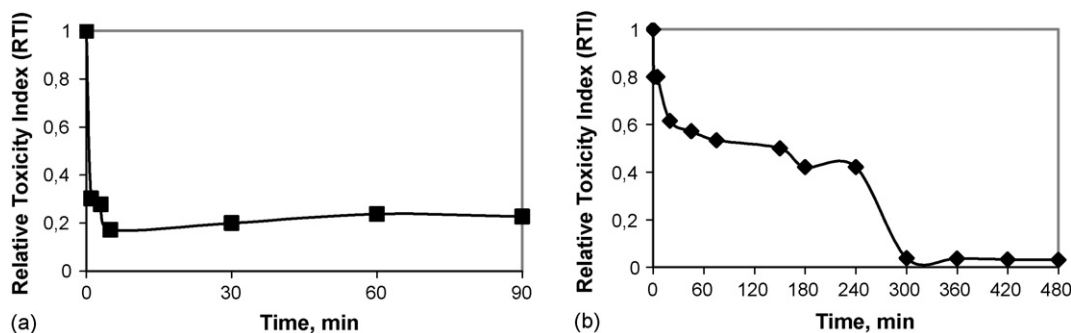 Relative Toxicity Index (RTI)
1
0,8
0,6
0,4
0,2
0
0 30 60 90
Time, min
(a)
Relative Toxicity Index (RTI)
1
0,8
0,6
0,4
0,2
0
0 60 120 180 240 300 360 420 480
Time, min
(b)